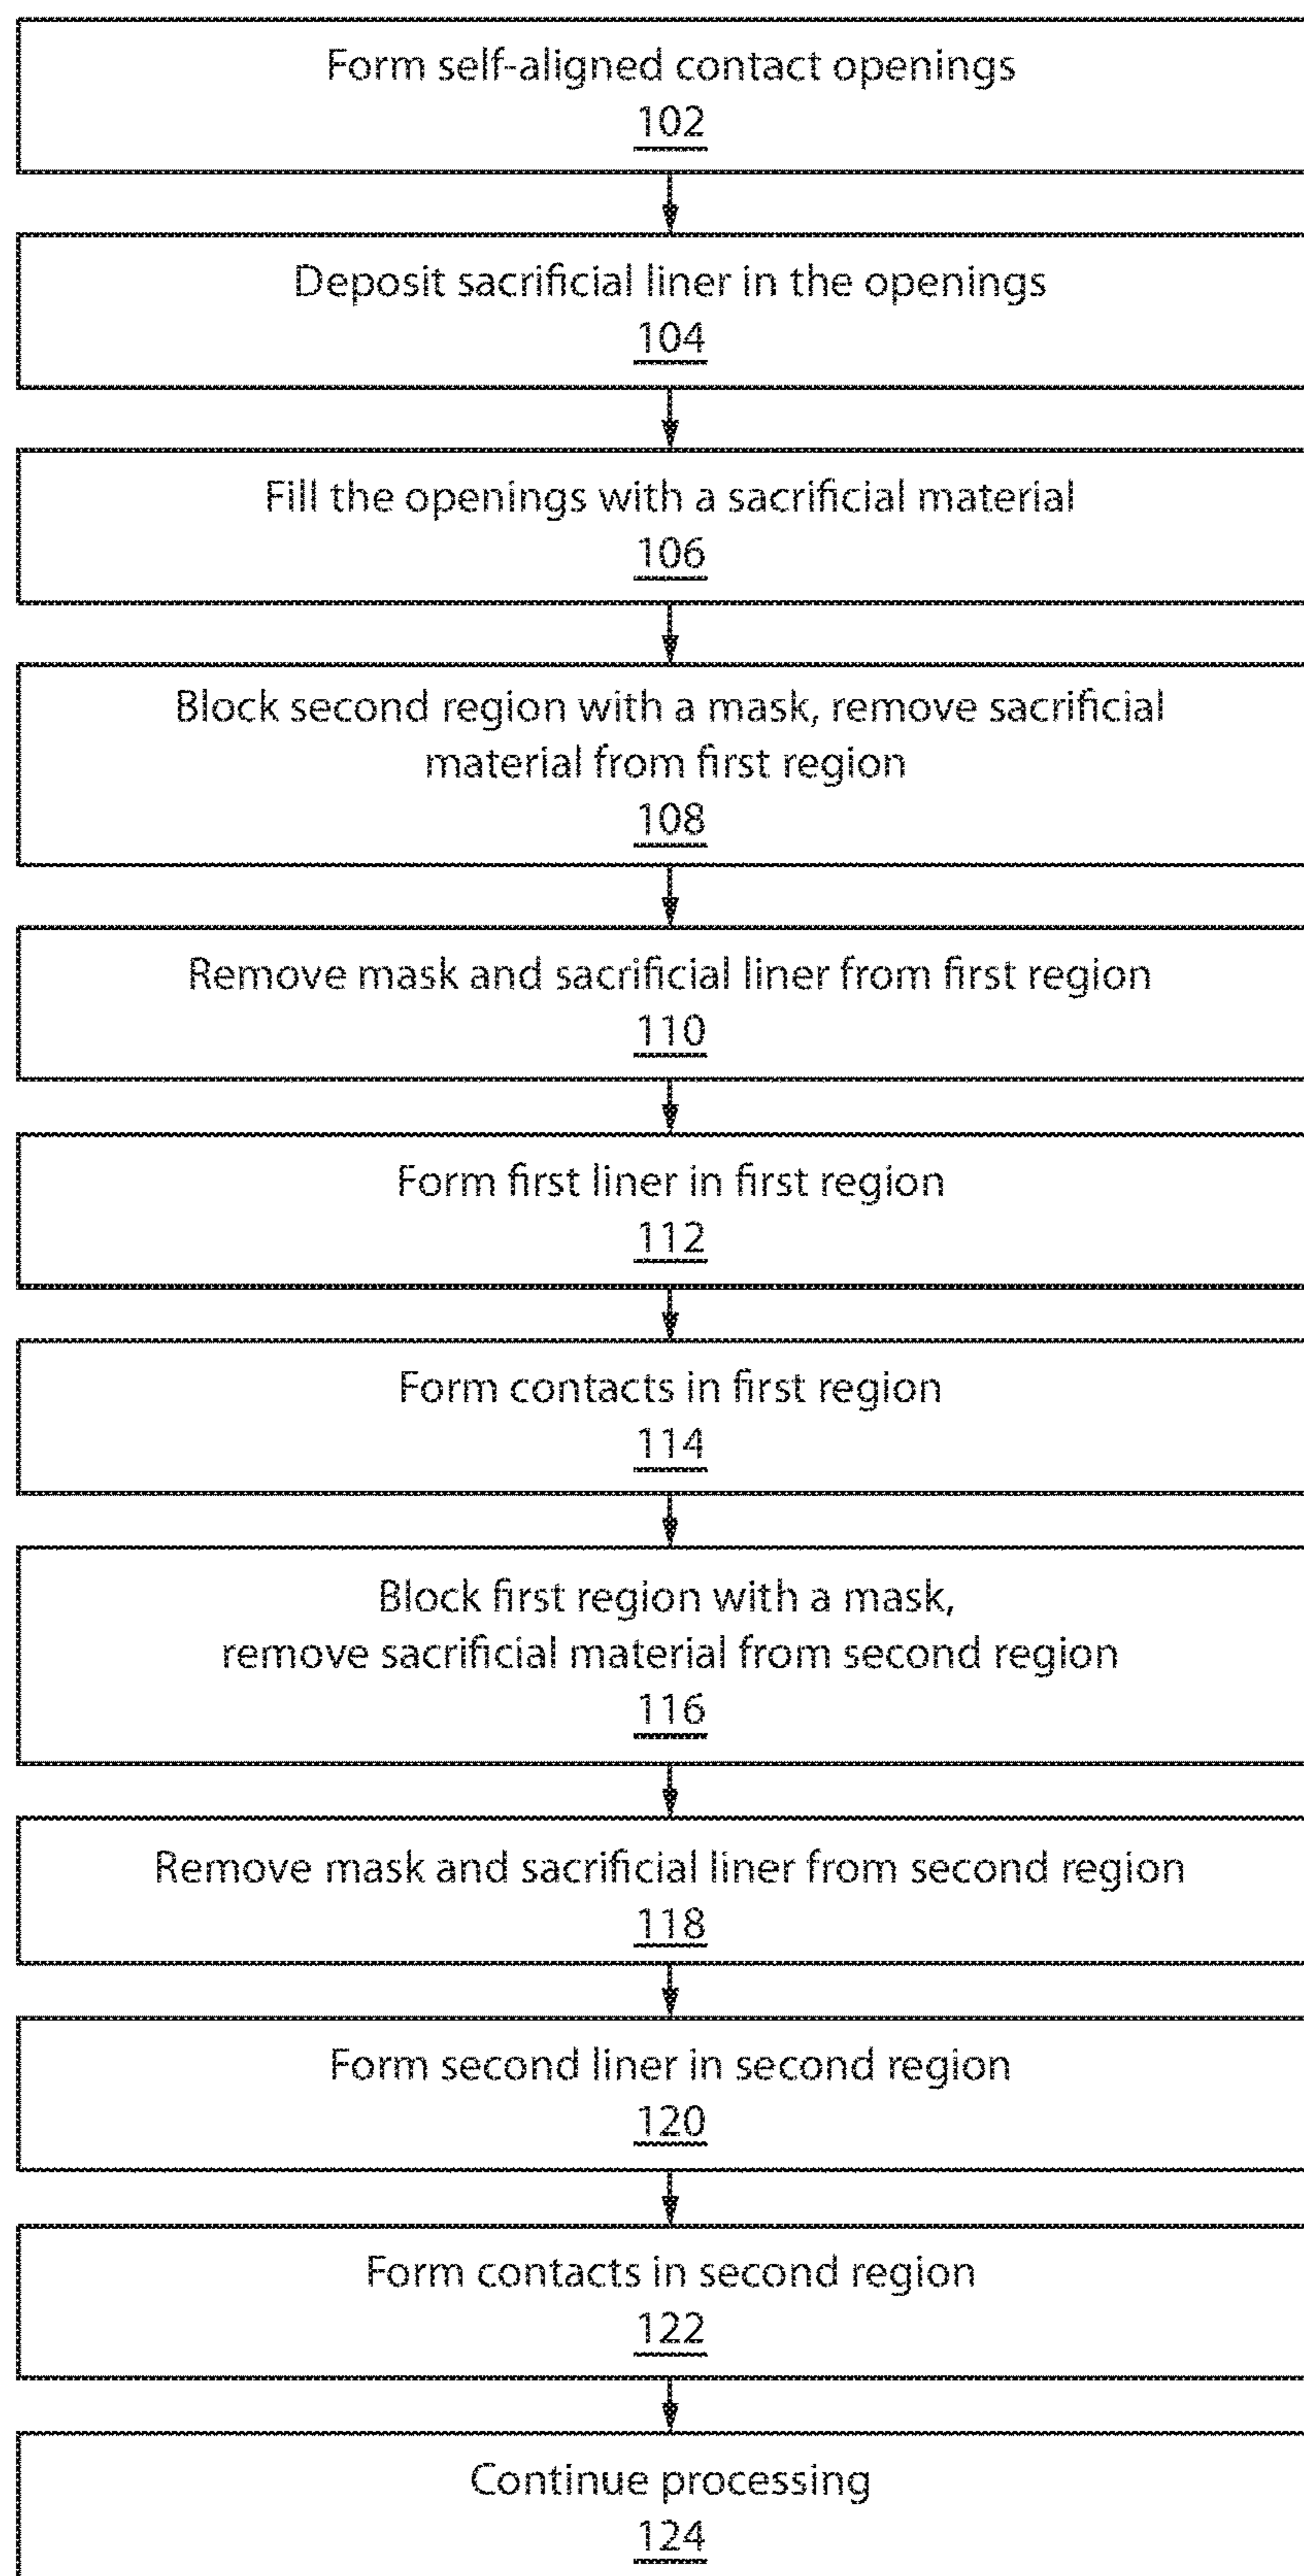 Form self-aligned contact openings
102
Deposit sacrificial liner in the openings
104
Fill the openings with a sacrificial material
106
Block second region with a mask, remove sacrificial
material from first region
108
Remove mask and sacrificial liner from first region
110
Form first liner in first region
112
Form contacts in first region
114
Block first region with a mask,
remove sacrificial material from second region
116
Remove mask and sacrificial liner from second region
118
Form second liner in second region
120
Form contacts in second region
122
Continue processing
124